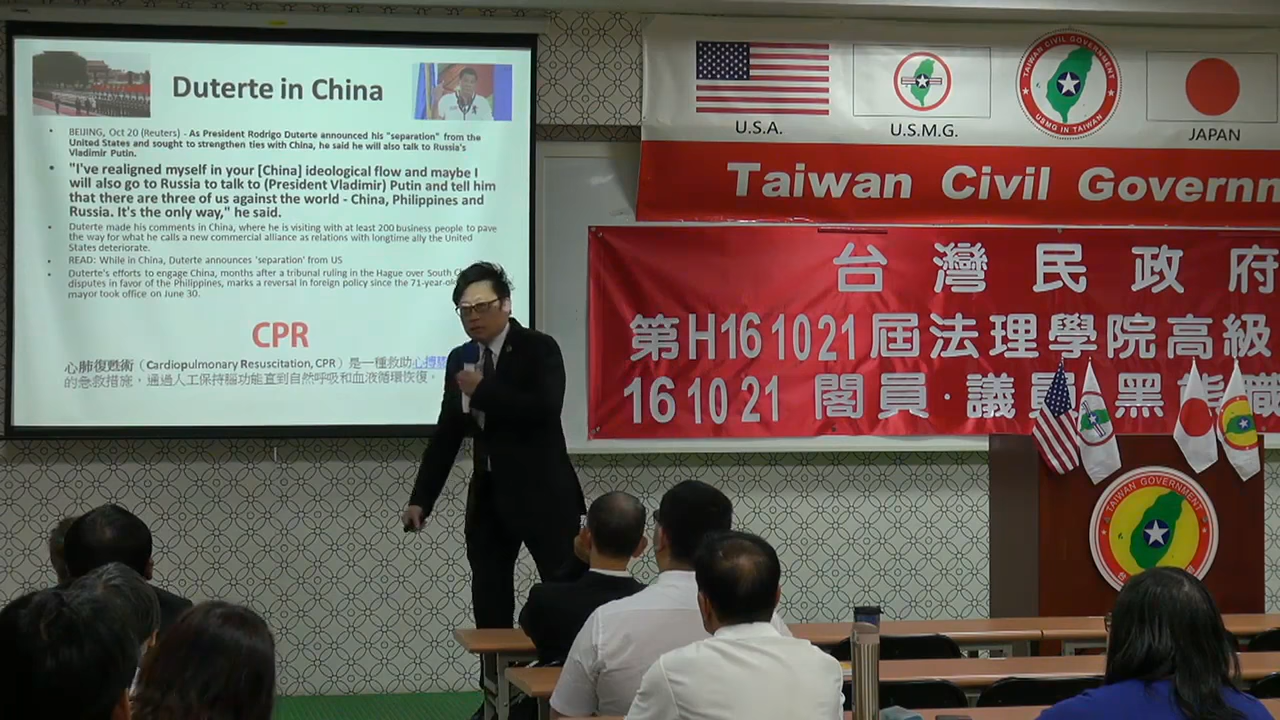 Duterte in China
BEIJING, Oct 20 (Reuters) - As President Rodrigo Duterte announced his "separation" from the
United States and sought to strengthen ties with China, he said he will also talk to Russia's
Vladimir Putin.
"I've realigned myself in your [China] ideological flow and maybe I
will also go to Russia to talk to (President Vladimir) Putin and tell him
that there are three of us against the world - China, Philippines and
Russia. It's the only way," he said.
Duterte made his comments in China, where he is visiting with at least 200 business people to pave
the way for what he calls a new commercial alliance as relations with longtime ally the United
States deteriorate.
READ: While in China, Duterte announces 'separation' from US
Duterte's efforts to engage China, months after a tribunal ruling in the Hague over South
disputes in favor of the Philippines, marks a reversal in foreign policy since the
mayor took office on June 30.
CPR
心肺復甦術（Cardiopulmonary Resuscitation, CPR）是一種救助心
的急救措施，通過人工保持腦功能直到自然呼吸和血液循環恢復。
U.S.A.
U.S.M.G.
TAIWAN CIVIL GOVERNMENT
USMG IN TAIWAN
JAPAN
Taiwan Civil Governm
台灣民政府
第H161021屆法理學院高級
161021 閣員·議員 黑熊職
TAIWAN GOVERNMENT